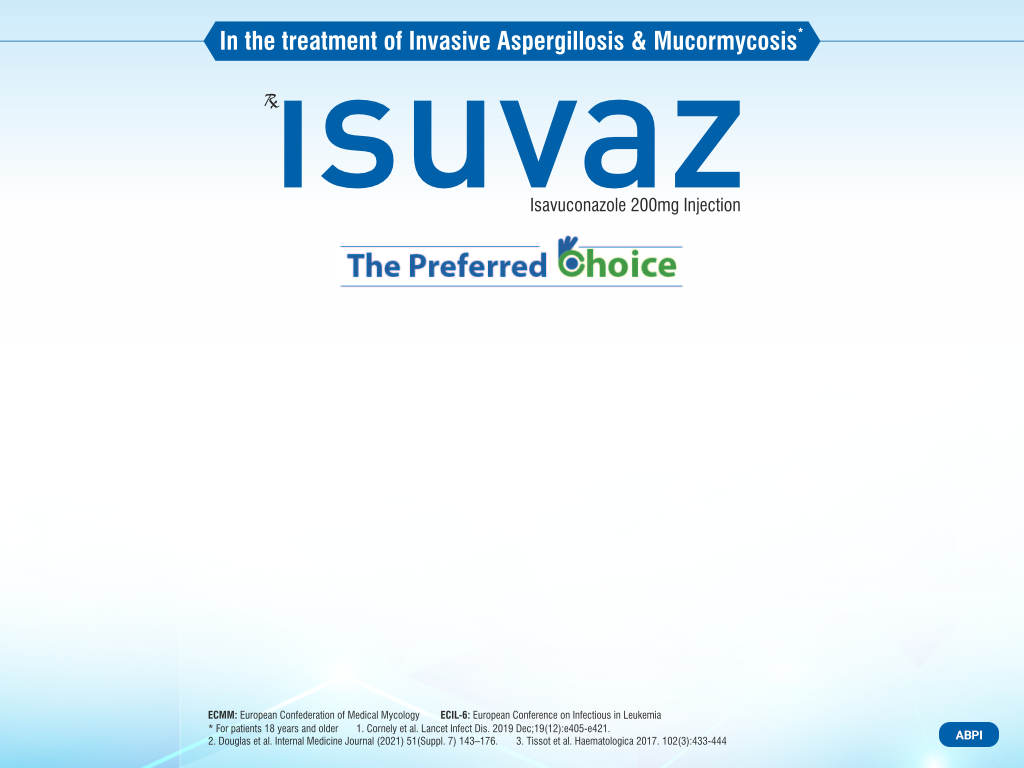 In the treatment of Invasive Aspergillosis & Mucormycosis*
Rx
ISUVAZ
Isavuconazole 200mg Injection
The Preferred Choice
ECMM: European Confederation of Medical Mycology ECIL-6: European Conference on Infectious in Leukemia
* For patients 18 years and older 1. Cornely et al. Lancet Infect Dis. 2019 Dec;19(12):e405-e421.
2. Douglas et al. Internal Medicine Journal (2021) 51(Suppl. 7) 143–176. 3. Tissot et al. Haematologica 2017. 102(3):433-444
ABPI